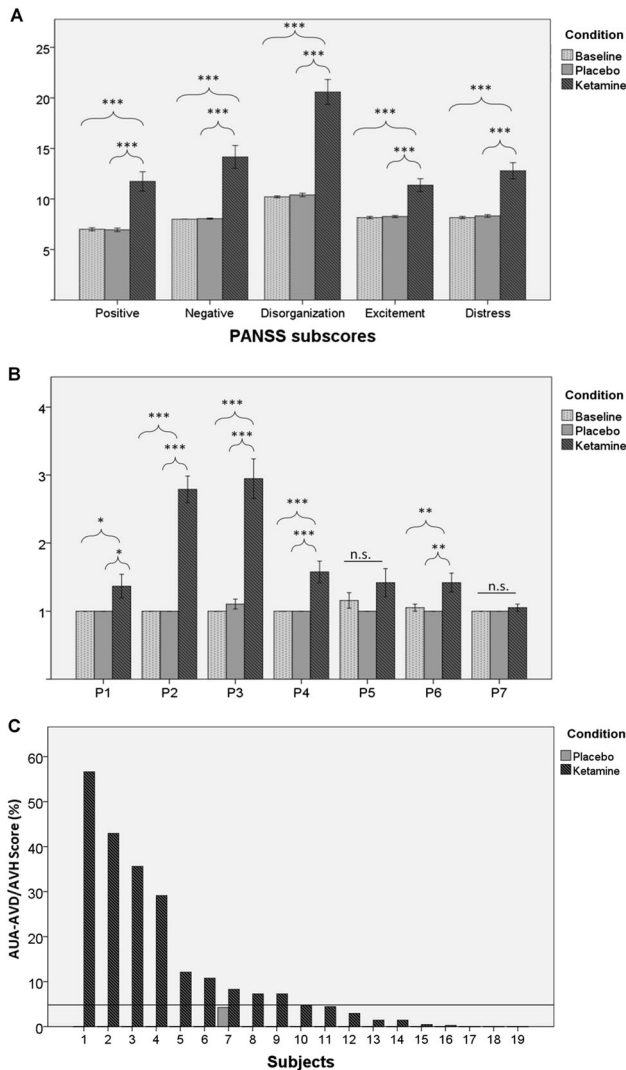 A
Condition
Baseline
Placebo
Ketamine
25
20
15
10
5
*** *** *** *** ***
*** *** *** *** ***
Positive Negative Disorganization Excitement Distress
PANSS subscores
B
Condition
Baseline
Placebo
Ketamine
4
3
2
1
* *** *** *** n.s. ** n.s.
* *** *** *** **
P1 P2 P3 P4 P5 P6 P7
C
Condition
Placebo
Ketamine
AUA-AVD/AVH Score (%)
60
50
40
30
20
10
0
1 2 3 4 5 6 7 8 9 10 11 12 13 14 15 16 17 18 19
Subjects